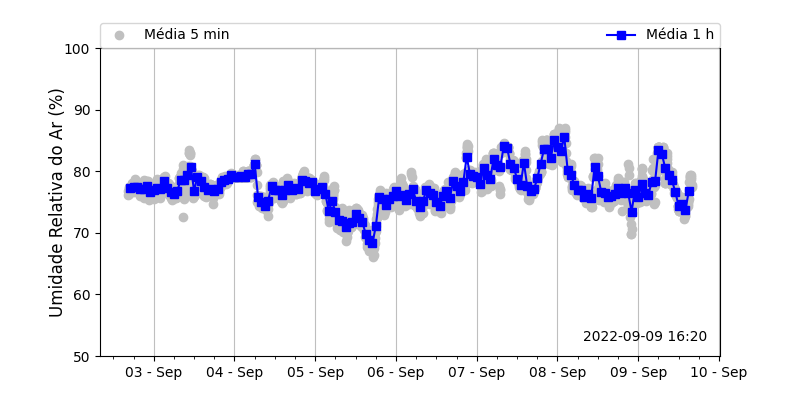 Média 5 min
Média 1 h
Umidade Relativa do Ar (%)
100
90
80
70
60
50
2022-09-09 16:20
03 - Sep
04 - Sep
05 - Sep
06 - Sep
07 - Sep
08 - Sep
09 - Sep
10 - Sep